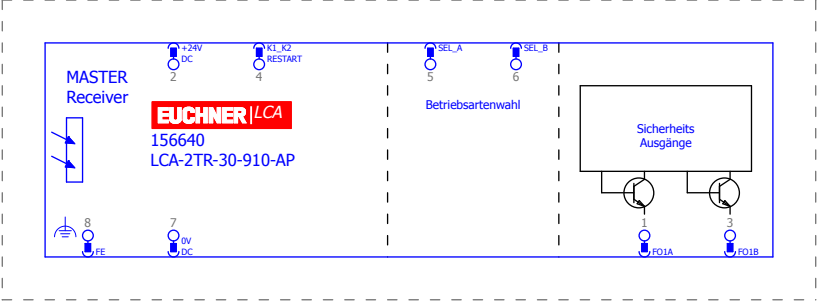 +24V
DC
2
K1_K2
RESTART
4
SEL_A
5
SEL_B
6
MASTER
Receiver
EUCHNER LCA
156640
LCA-2TR-30-910-AP
Betriebsartenwahl
Sicherheits
Ausgänge
8
FE
7
0V
DC
1
FO1A
3
FO1B